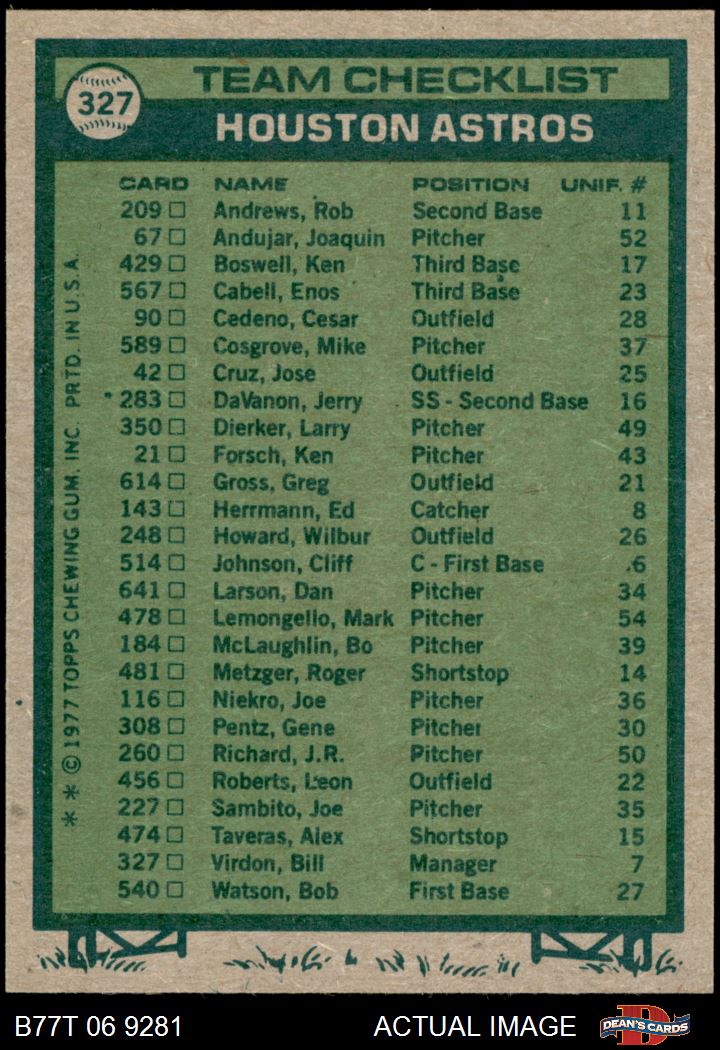 327
TEAM CHECKLIST
HOUSTON ASTROS
CARD NAME POSITION UNIF. #
209 Andrews, Rob Second Base 11
67 Andujar, Joaquin Pitcher 52
429 Boswell, Ken Third Base 17
567 Cabell, Enos Third Base 23
90 Cedeno, Cesar Outfield 28
589 Cosgrove, Mike Pitcher 37
42 Cruz, Jose Outfield 25
283 DaVanon, Jerry SS - Second Base 16
350 Dierker, Larry Pitcher 49
21 Forsch, Ken Pitcher 43
614 Gross, Greg Outfield 21
143 Herrmann, Ed Catcher 8
248 Howard, Wilbur Outfield 26
514 Johnson, Cliff C - First Base 6
641 Larson, Dan Pitcher 34
478 Lemongello, Mark Pitcher 54
184 McLaughlin, Bo Pitcher 39
481 Metzger, Roger Shortstop 14
116 Niekro, Joe Pitcher 36
308 Pentz, Gene Pitcher 30
260 Richard, J.R. Pitcher 50
456 Roberts, Leon Outfield 22
227 Sambito, Joe Pitcher 35
474 Taveras, Alex Shortstop 15
327 Virdon, Bill Manager 7
540 Watson, Bob First Base 27
* * © 1977 TOPPS CHEWING GUM, INC. PRTD. IN U.S.A.
B77T 06 9281 ACTUAL IMAGE DEAN'S CARDS